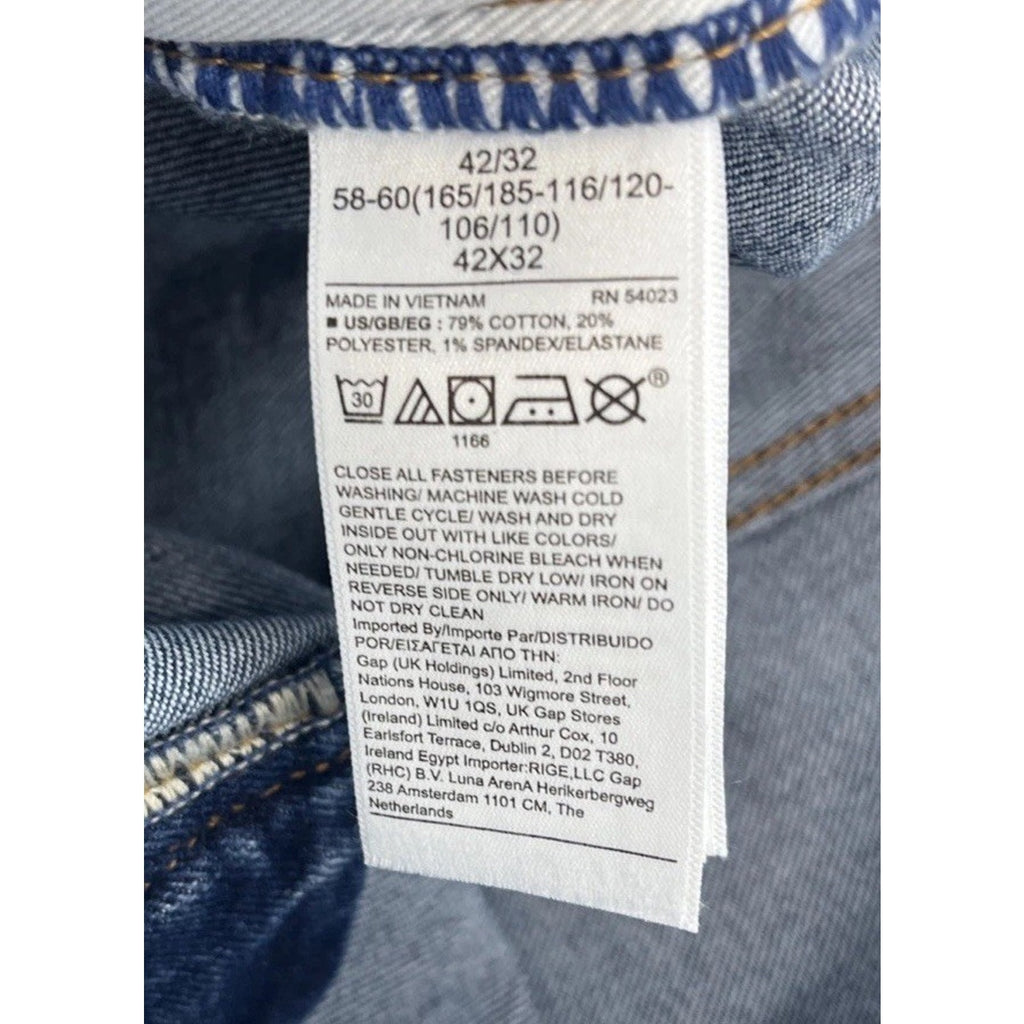 42/32
58-60(165/185-116/120-
106/110)
42X32
MADE IN VIETNAM RN 54023
■ US/GB/EG : 79% COTTON, 20%
POLYESTER, 1% SPANDEX/ELASTANE
30 ®
1166
CLOSE ALL FASTENERS BEFORE
WASHING/ MACHINE WASH COLD
GENTLE CYCLE/ WASH AND DRY
INSIDE OUT WITH LIKE COLORS/
ONLY NON-CHLORINE BLEACH WHEN
NEEDED/ TUMBLE DRY LOW/ IRON ON
REVERSE SIDE ONLY/ WARM IRON/ DO
NOT DRY CLEAN
Imported By/Importe Par/DISTRIBUIDO
POR/ΕΙΣΑΓΕΤΑΙ ΑΠΟ ΤΗΝ:
Gap (UK Holdings) Limited, 2nd Floor
Nations House, 103 Wigmore Street,
London, W1U 1QS, UK Gap Stores
(Ireland) Limited c/o Arthur Cox, 10
Earlsfort Terrace, Dublin 2, D02 T380,
Ireland Egypt Importer:RIGE,LLC Gap
(RHC) B.V. Luna ArenA Herikerbergweg
238 Amsterdam 1101 CM, The
Netherlands